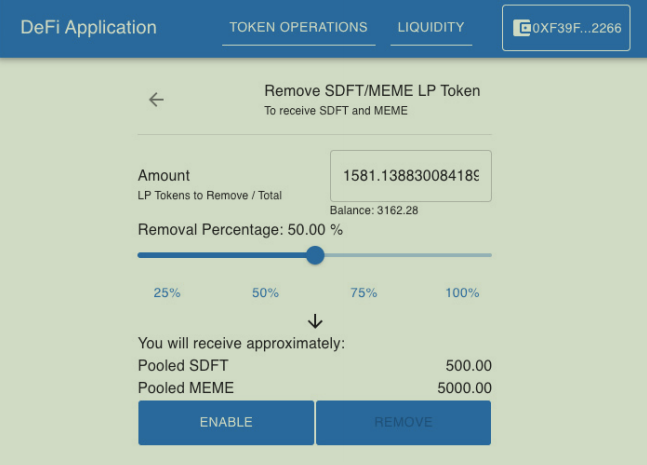 DeFi Application
TOKEN OPERATIONS
LIQUIDITY
0XF39F...2266
Remove SDFT/MEME LP Token
To receive SDFT and MEME
Amount
LP Tokens to Remove / Total
1581.13883008418
Balance: 3162.28
Removal Percentage: 50.00 %
25% 50% 75% 100%
You will receive approximately:
Pooled SDFT 500.00
Pooled MEME 5000.00
ENABLE REMOVE